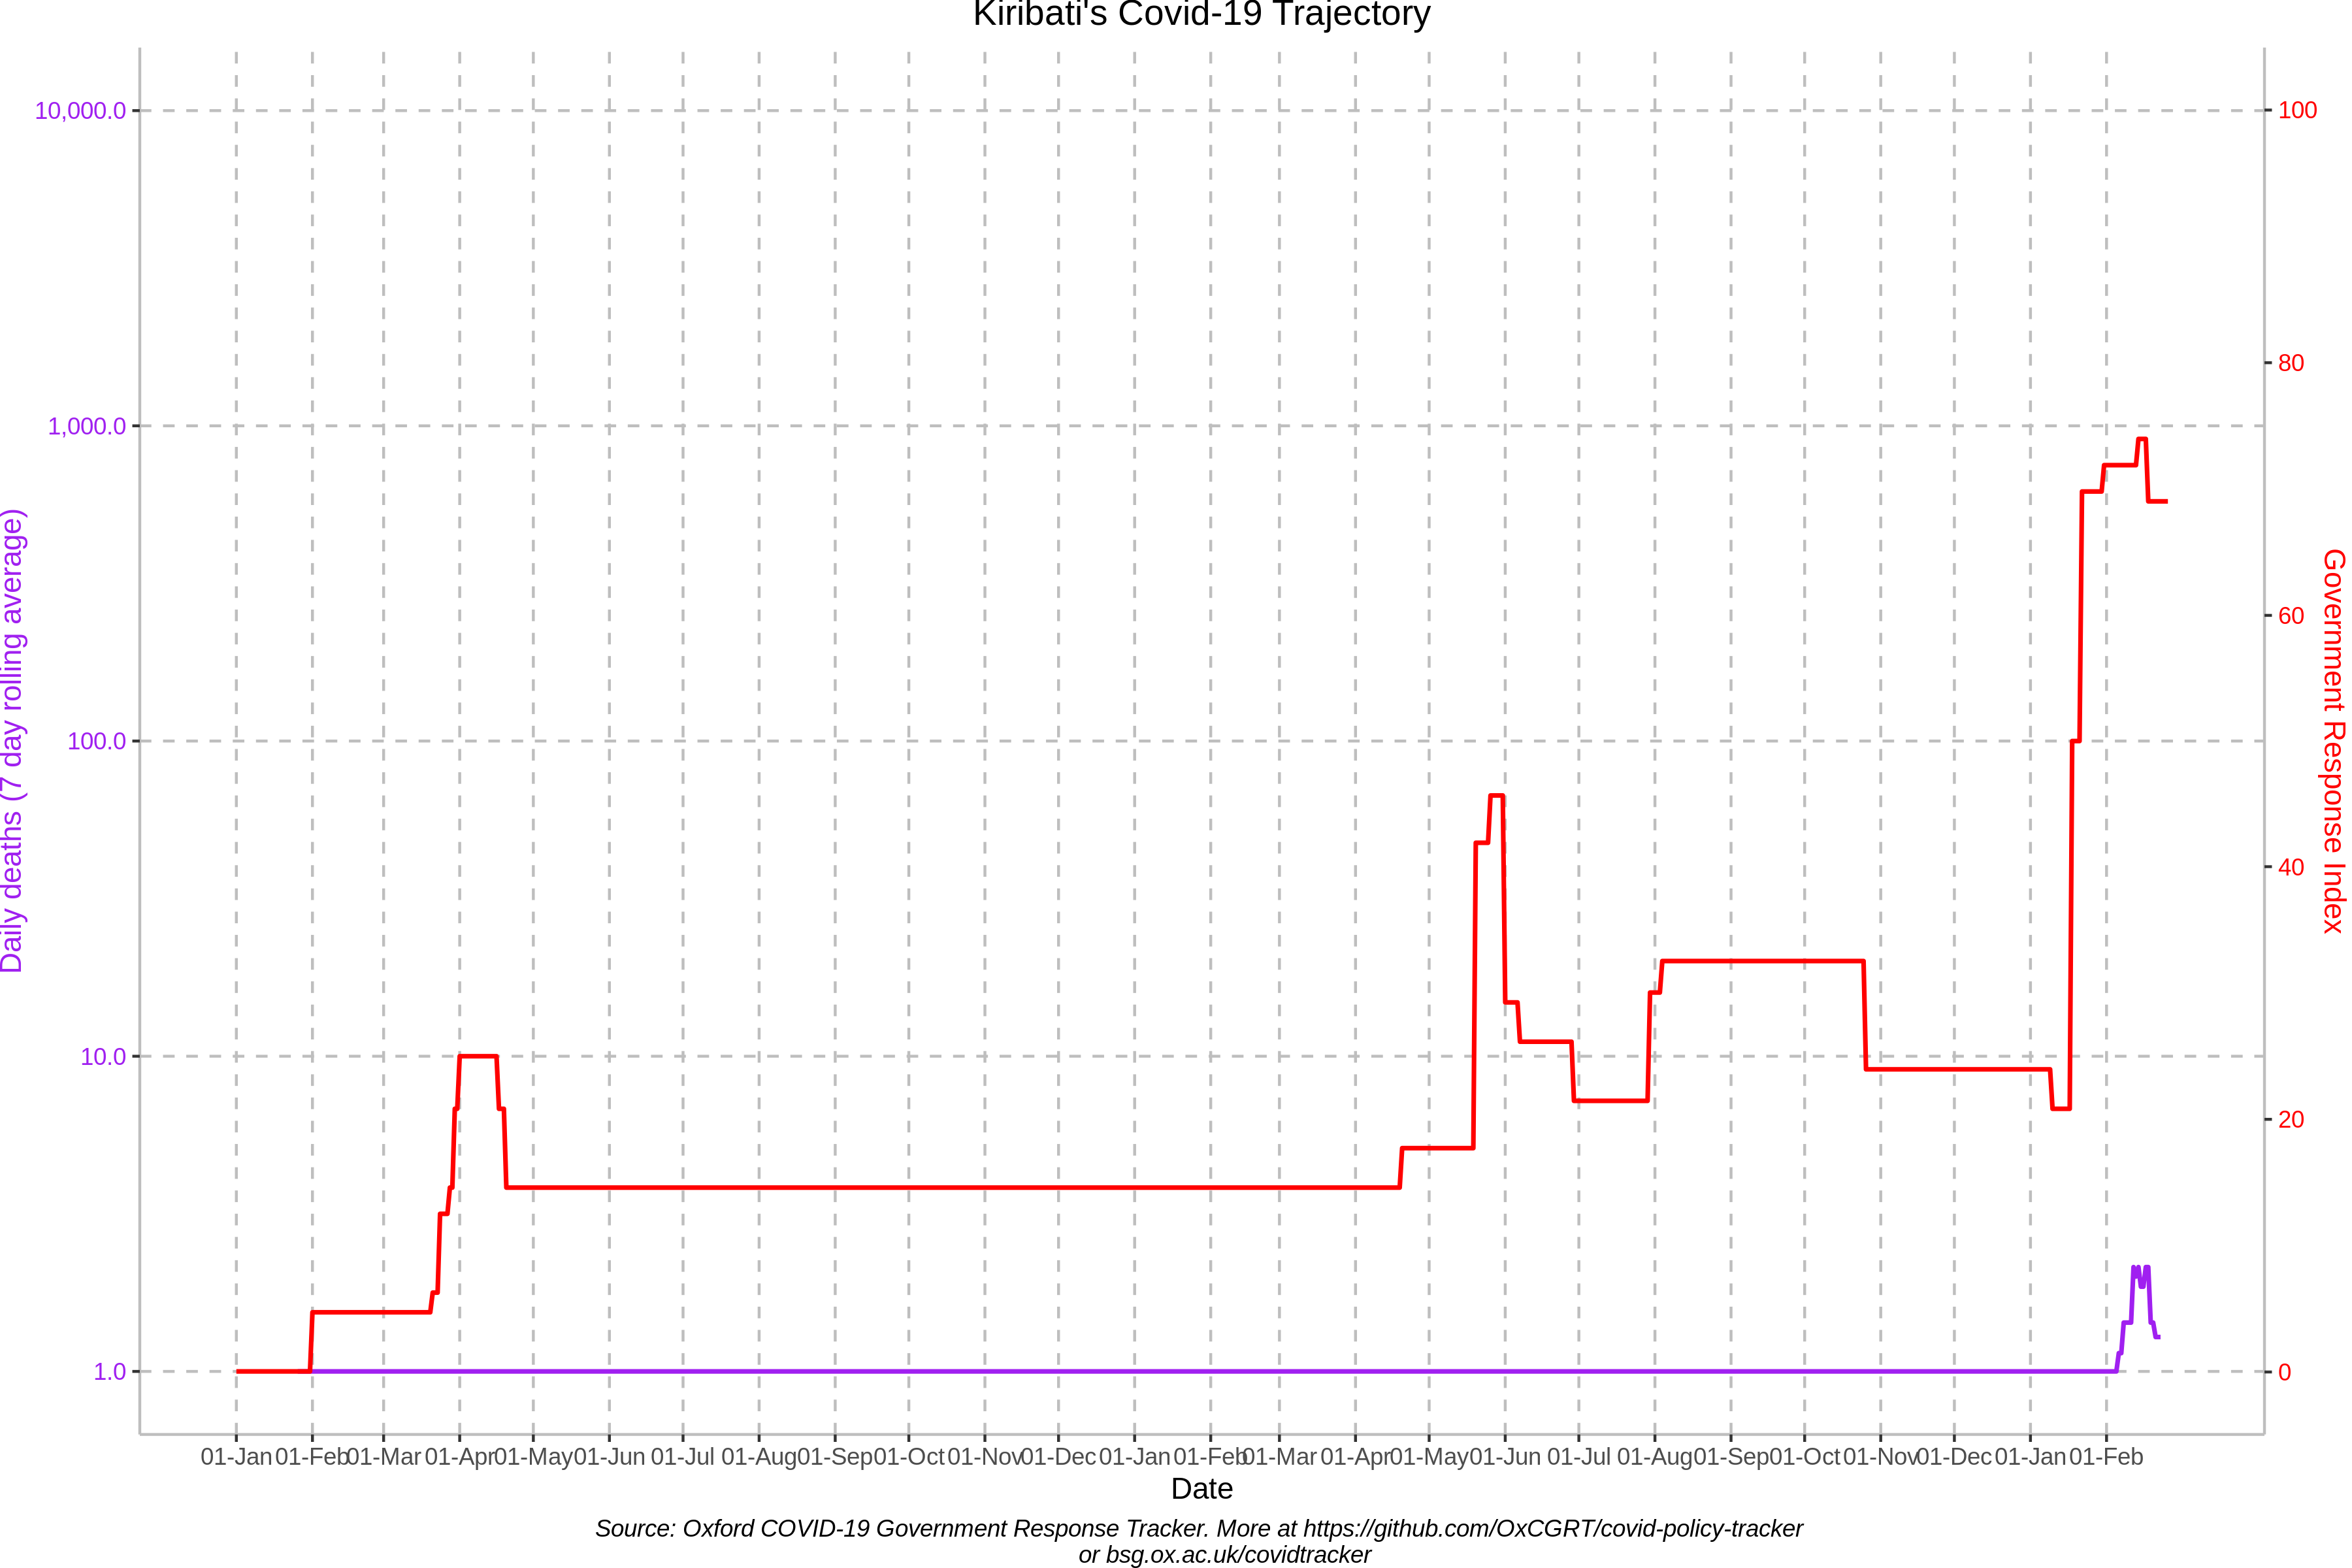 Kiribati's Covid-19 Trajectory
10,000.0
1,000.0
100.0
10.0
1.0
Daily deaths (7 day rolling average)
100
80
60
40
20
0
Government Response Index
01-Jan 01-Feb 01-Mar 01-Apr 01-May 01-Jun 01-Jul 01-Aug 01-Sep 01-Oct 01-Nov 01-Dec 01-Jan 01-Feb 01-Mar 01-Apr 01-May 01-Jun 01-Jul 01-Aug 01-Sep 01-Oct 01-Nov 01-Dec 01-Jan 01-Feb
Date
Source: Oxford COVID-19 Government Response Tracker. More at https://github.com/OxCGRT/covid-policy-tracker
or bsg.ox.ac.uk/covidtracker